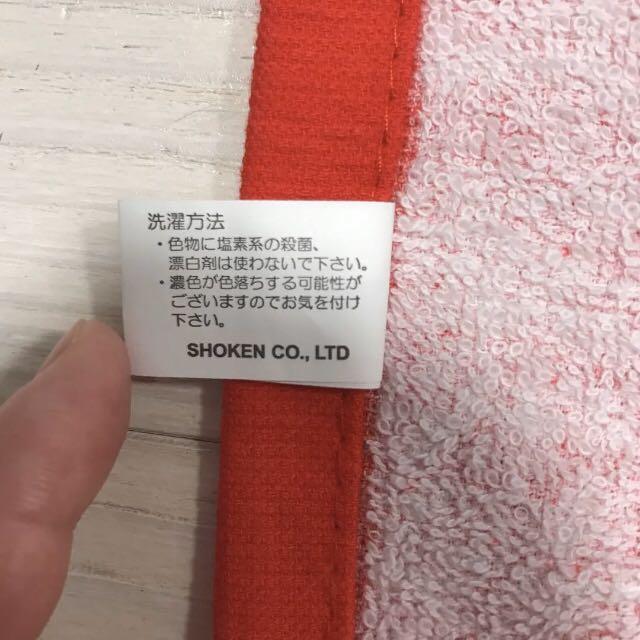 洗濯方法
・色物に塩素系の殺菌、
漂白剤は使わないで下さい。
・濃色が色落ちする可能性が
ございますのでお気を付け
下さい。
SHOKEN CO., LTD